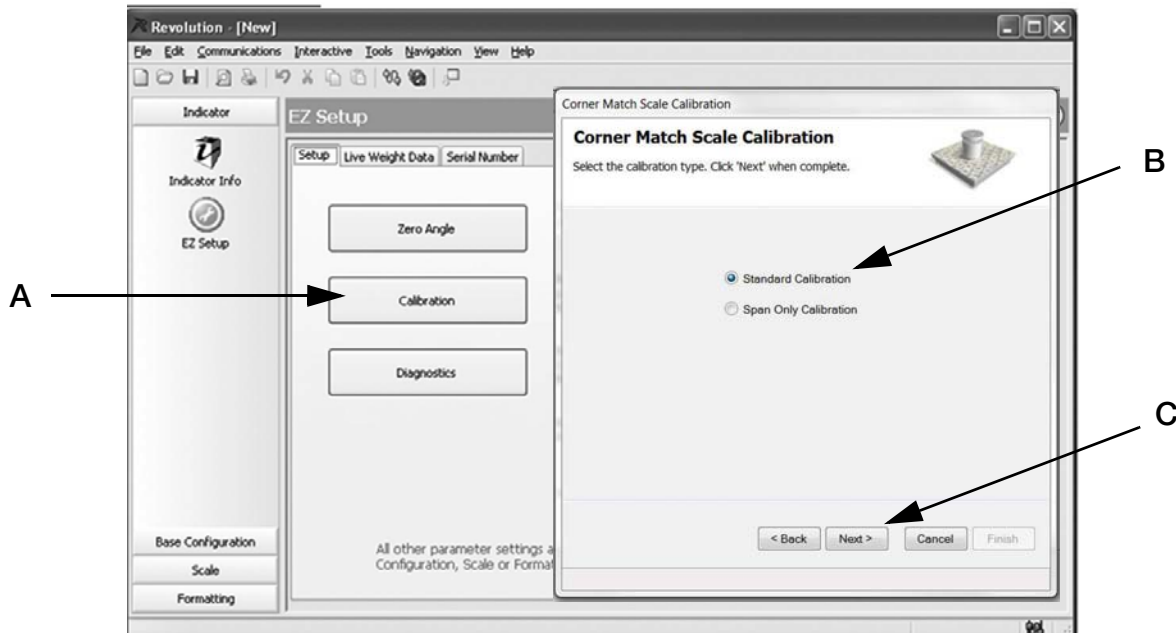 Revolution - [New]
File Edit Communications Interactive Tools Navigation View Help
Indicator
Indicator Info
EZ Setup
Base Configuration
Scale
Formatting
EZ Setup
Setup Live Weight Data Serial Number
Zero Angle
Calibration
Diagnostics
All other parameter settings a
Configuration, Scale or Format
Corner Match Scale Calibration
Corner Match Scale Calibration
Select the calibration type. Click 'Next' when complete.
Standard Calibration
Span Only Calibration
< Back Next > Cancel Finish
A
B
C